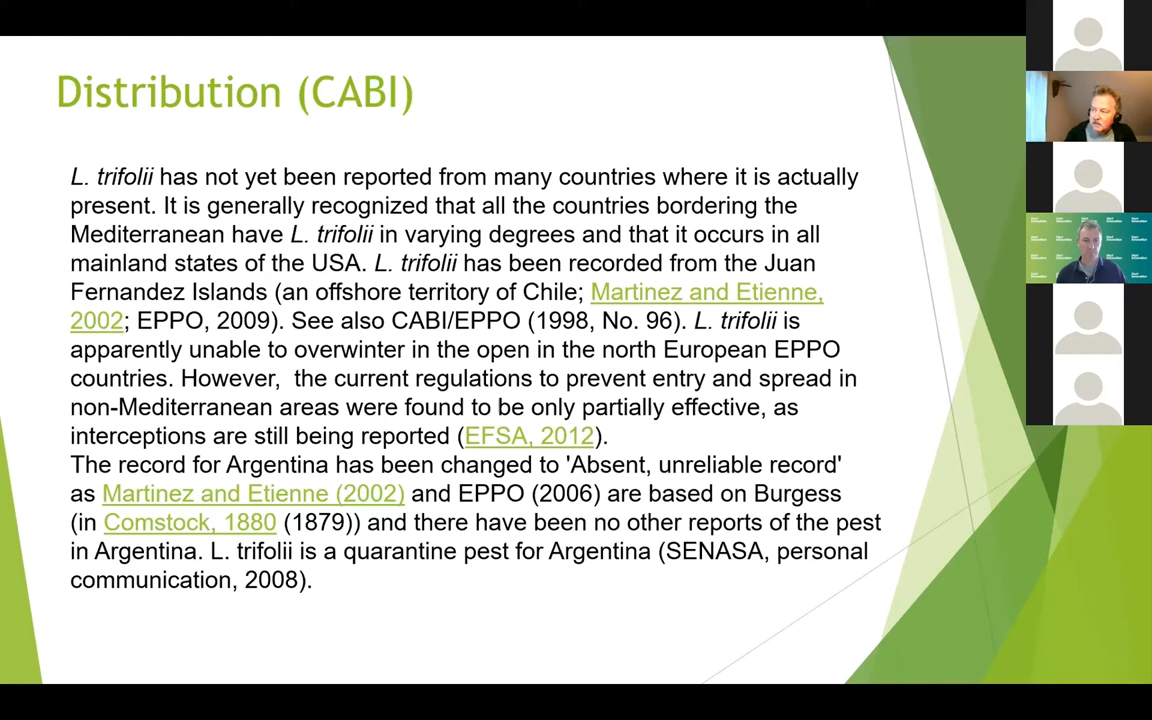 Distribution (CABI)
L. trifolii has not yet been reported from many countries where it is actually
present. It is generally recognized that all the countries bordering the
Mediterranean have L. trifolii in varying degrees and that it occurs in all
mainland states of the USA. L. trifolii has been recorded from the Juan
Fernandez Islands (an offshore territory of Chile; Martinez and Etienne,
2002; EPPO, 2009). See also CABI/EPPO (1998, No. 96). L. trifolii is
apparently unable to overwinter in the open in the north European EPPO
countries. However,  the current regulations to prevent entry and spread in
non-Mediterranean areas were found to be only partially effective, as
interceptions are still being reported (EFSA, 2012).
The record for Argentina has been changed to 'Absent, unreliable record'
as Martinez and Etienne (2002) and EPPO (2006) are based on Burgess
(in Comstock, 1880 (1879)) and there have been no other reports of the pest
in Argentina. L. trifolii is a quarantine pest for Argentina (SENASA, personal
communication, 2008).